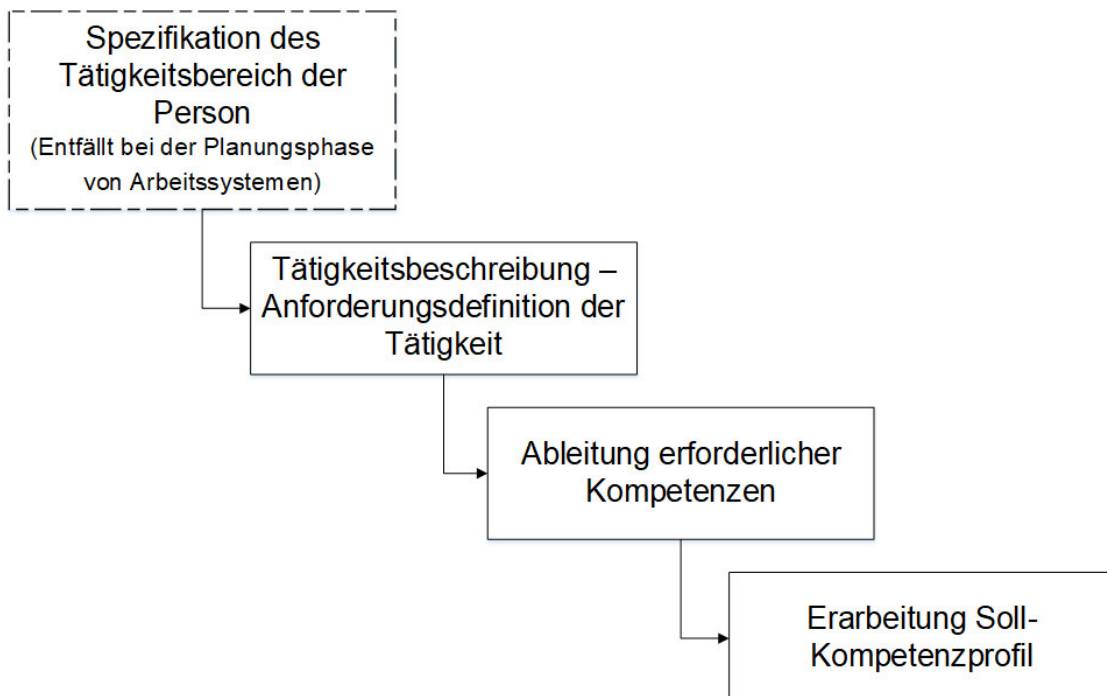 Spezifikation des
Tätigkeitsbereich der
Person
(Entfällt bei der Planungsphase
von Arbeitssystemen)
Tätigkeitsbeschreibung –
Anforderungsdefinition der
Tätigkeit
Ableitung erforderlicher
Kompetenzen
Erarbeitung Soll-
Kompetenzprofil